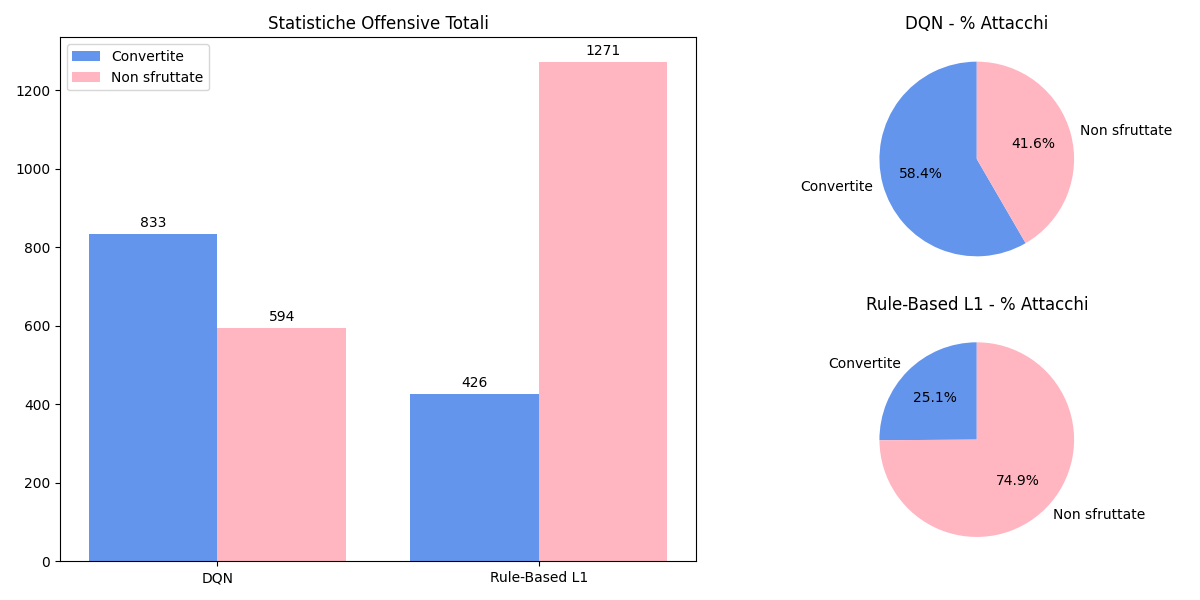 Statistiche Offensive Totali
Convertite
Non sfruttate
1200
1000
800
600
400
200
0
833
594
426
1271
DQN
Rule-Based L1
DQN - % Attacchi
Non sfruttate
41.6%
58.4%
Convertite
Rule-Based L1 - % Attacchi
Convertite
25.1%
74.9%
Non sfruttate